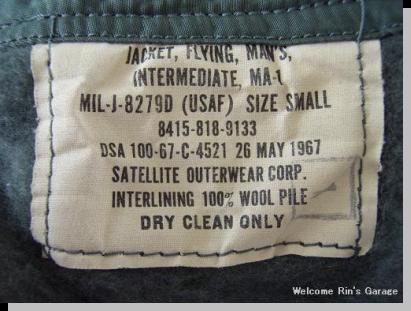 JACKET, FLYING, MAN'S,
INTERMEDIATE, MA-1
MIL-J-8279D (USAF) SIZE SMALL
8415-818-9133
DSA 100-67-C-4521 26 MAY 1967
SATELLITE OUTERWEAR CORP.
INTERLINING 100% WOOL PILE
DRY CLEAN ONLY
Welcome Rin's Garage